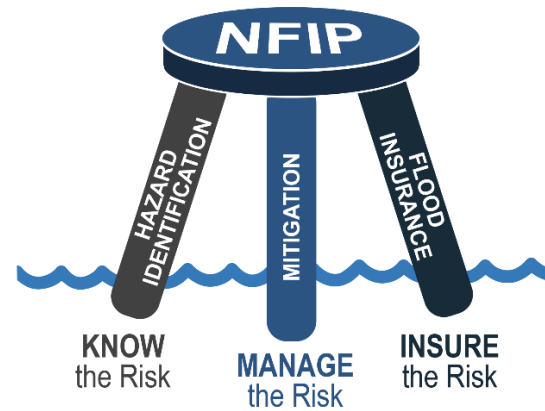 NFIP
HAZARD
IDENTIFICATION
MITIGATION
FLOOD
INSURANCE
KNOW
the Risk
MANAGE
the Risk
INSURE
the Risk